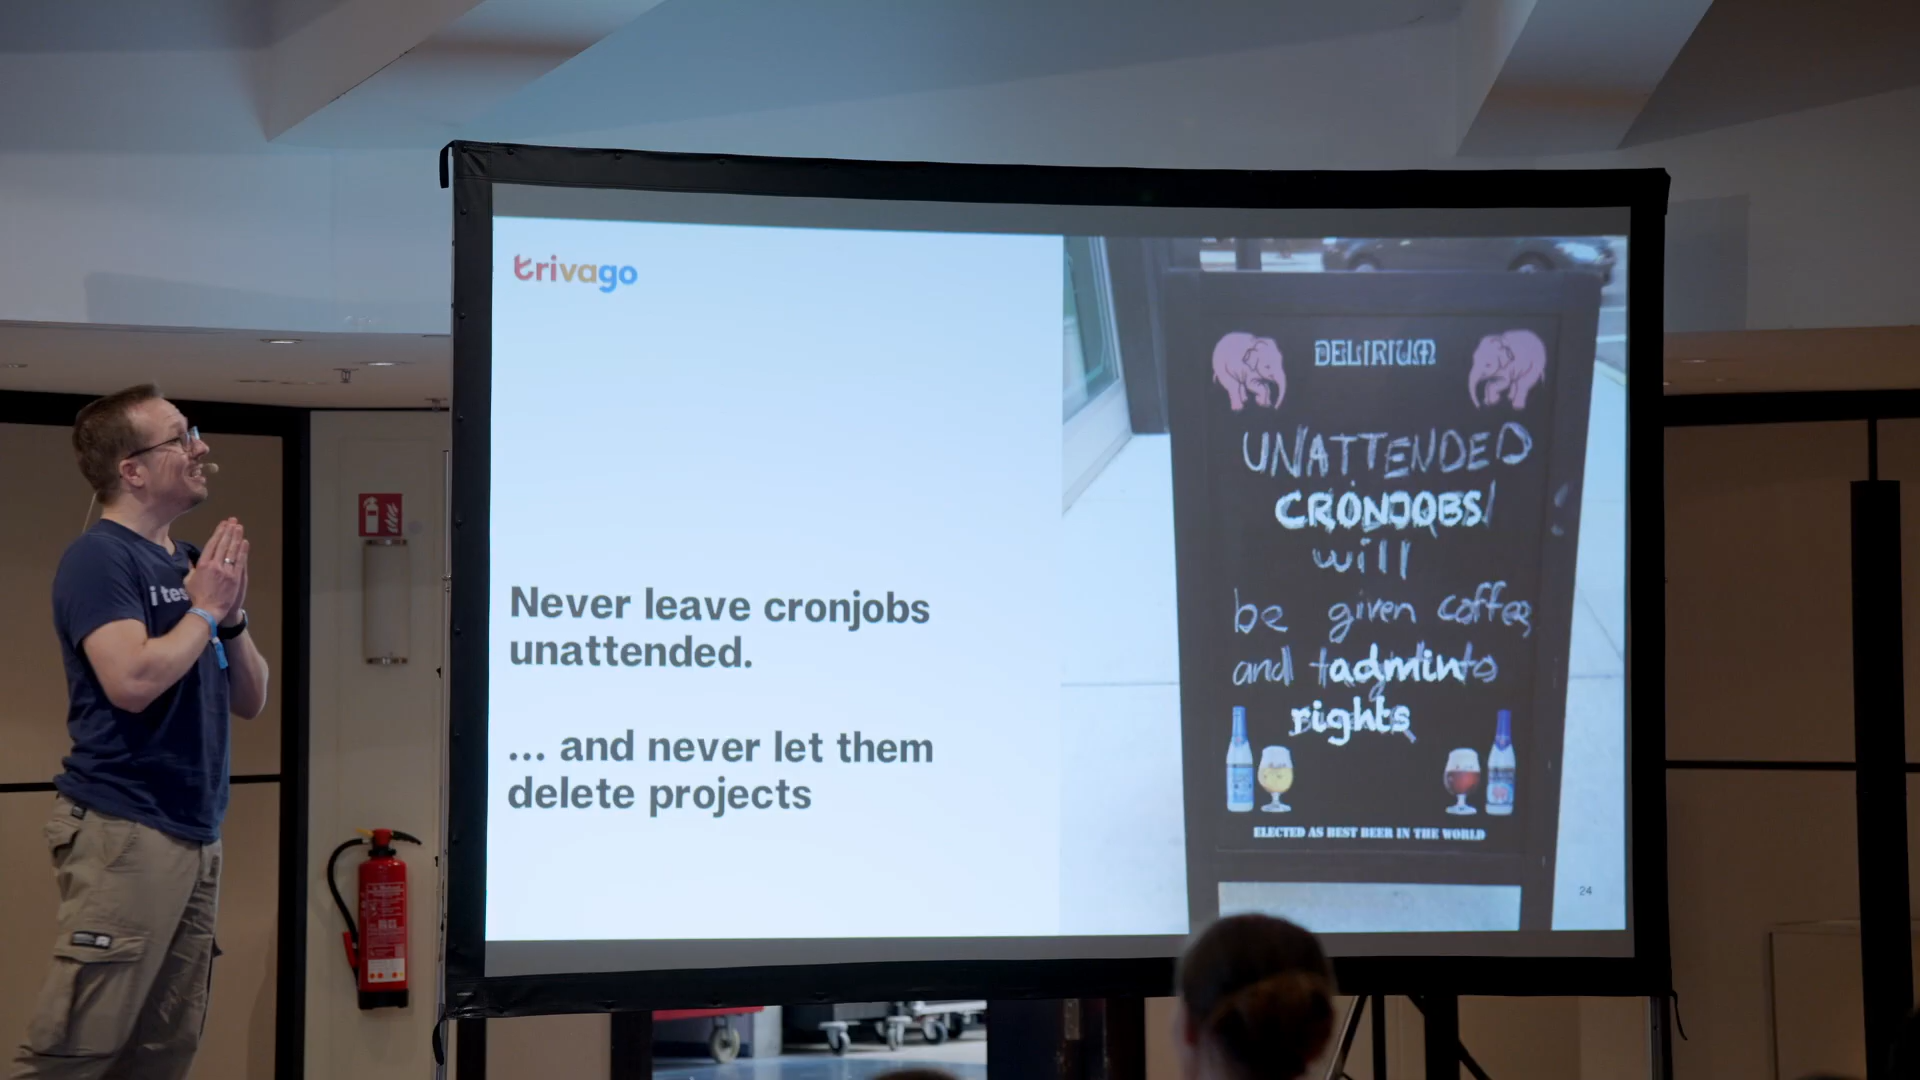 trivago
Never leave cronjobs
unattended.
... and never let them
delete projects
DELIRIUM
UNATTENDED
CRONJOBS
will
be given coffee
and admin
rights
ELECTED AS BEST BEER IN THE WORLD
24
i tes